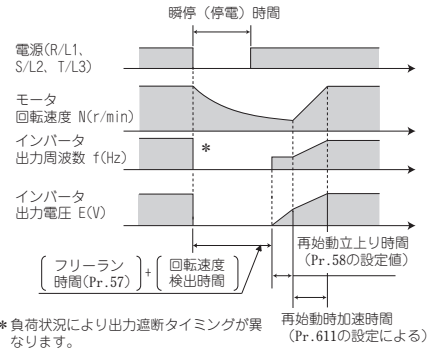 瞬停（停電）時間
電源(R/L1、
S/L2、T/L3)
モータ
回転速度 N(r/min)
インバータ
出力周波数 f(Hz)
*
インバータ
出力電圧 E(V)
フリーラン
時間(Pr.57)
+
回転速度
検出時間
再始動立上り時間
(Pr.58の設定値)
再始動時加速時間
(Pr.611の設定による)
*負荷状況により出力遮断タイミングが異
なります。